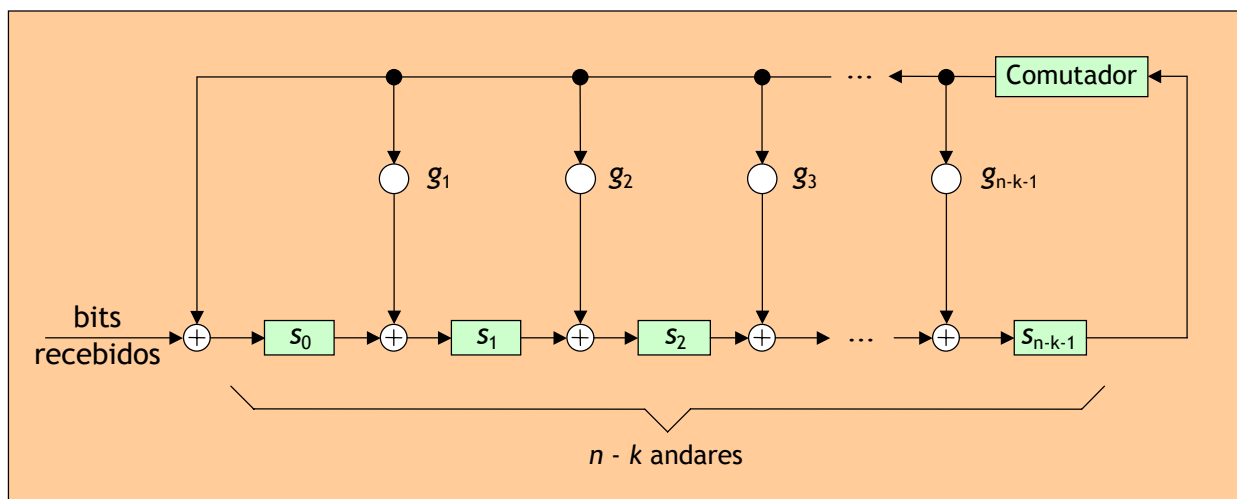 ... Comutador
g1 g2 g3 gn-k-1
bits
recebidos
+ s0 + s1 + s2 + ... + sn-k-1
n - k andares